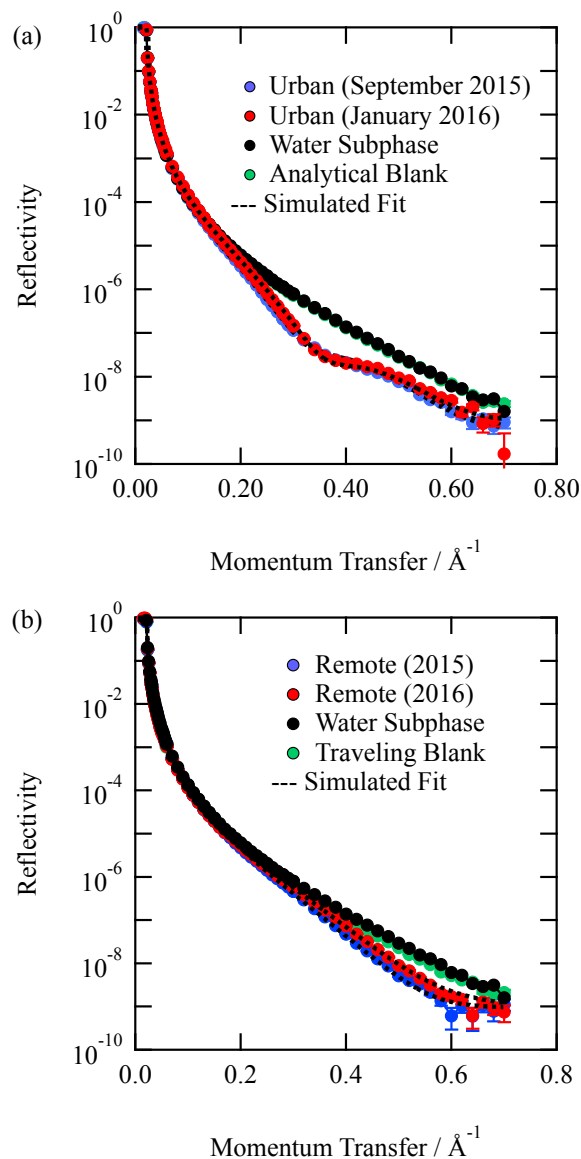 (a)
10^0
10^-2
10^-4
10^-6
10^-8
10^-10
Reflectivity
Urban (September 2015)
Urban (January 2016)
Water Subphase
Analytical Blank
Simulated Fit
0.00 0.20 0.40 0.60 0.80
Momentum Transfer / Å^-1
(b)
10^0
10^-2
10^-4
10^-6
10^-8
10^-10
Reflectivity
Remote (2015)
Remote (2016)
Water Subphase
Traveling Blank
Simulated Fit
0.0 0.2 0.4 0.6 0.8
Momentum Transfer / Å^-1